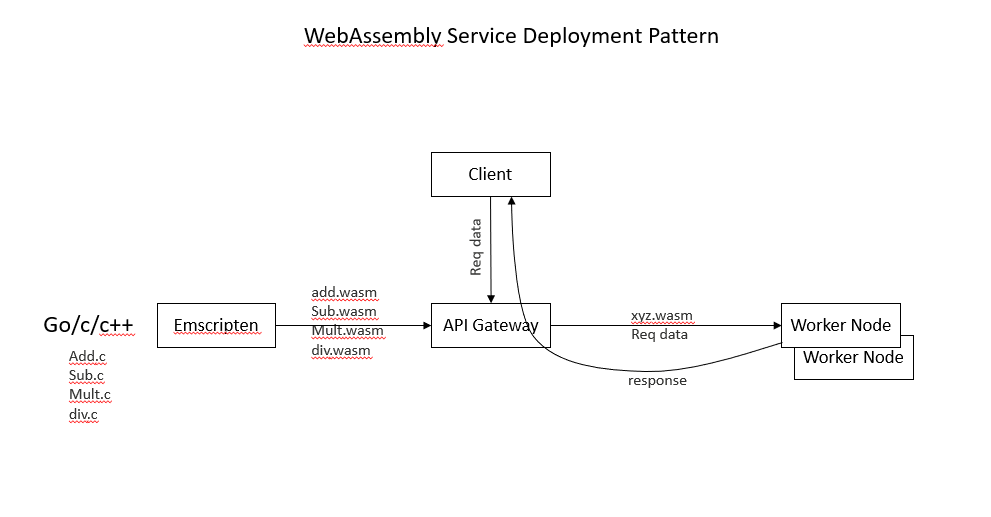 WebAssembly Service Deployment Pattern
Client
Req data
Go/c/c++
Add.c
Sub.c
Mult.c
div.c
Emscripten
add.wasm
Sub.wasm
Mult.wasm
div.wasm
API Gateway
xyz.wasm
Req data
response
Worker Node
Worker Node